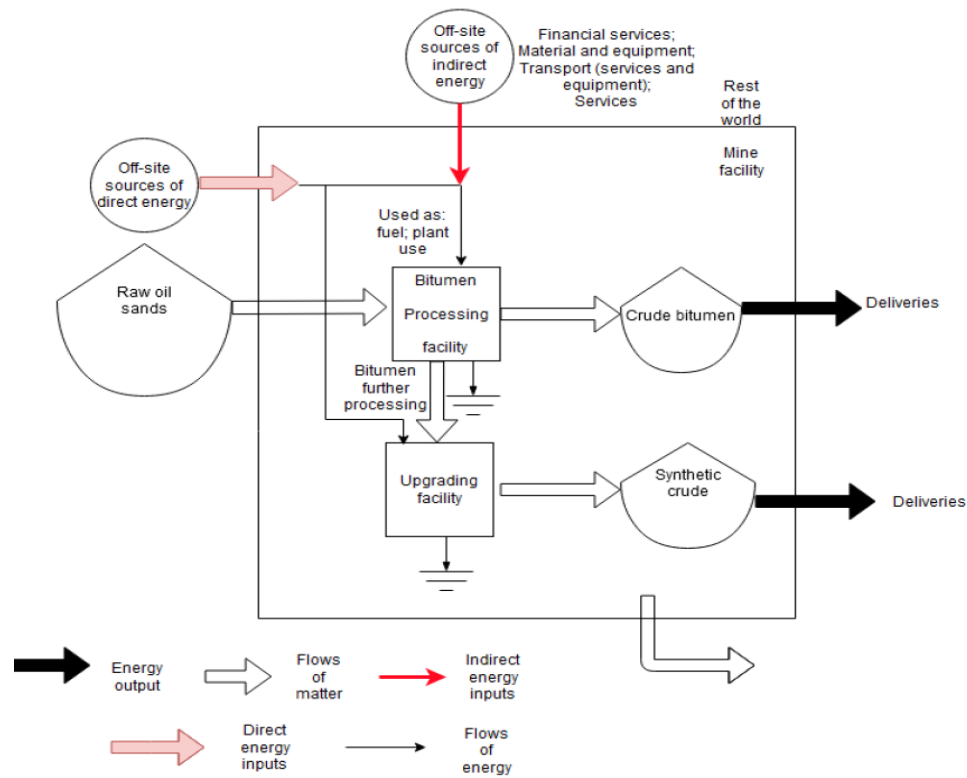 Off-site
sources of
indirect
energy
Financial services;
Material and equipment;
Transport (services and
equipment);
Services
Rest
of the
world
Mine
facility
Off-site
sources of
direct energy
Used as:
fuel; plant
use
Raw oil
sands
Bitumen
Processing
facility
Crude bitumen
Deliveries
Bitumen
further
processing
Upgrading
facility
Synthetic
crude
Deliveries
Energy
output
Flows
of
matter
Indirect
energy
inputs
Direct
energy
inputs
Flows
of
energy